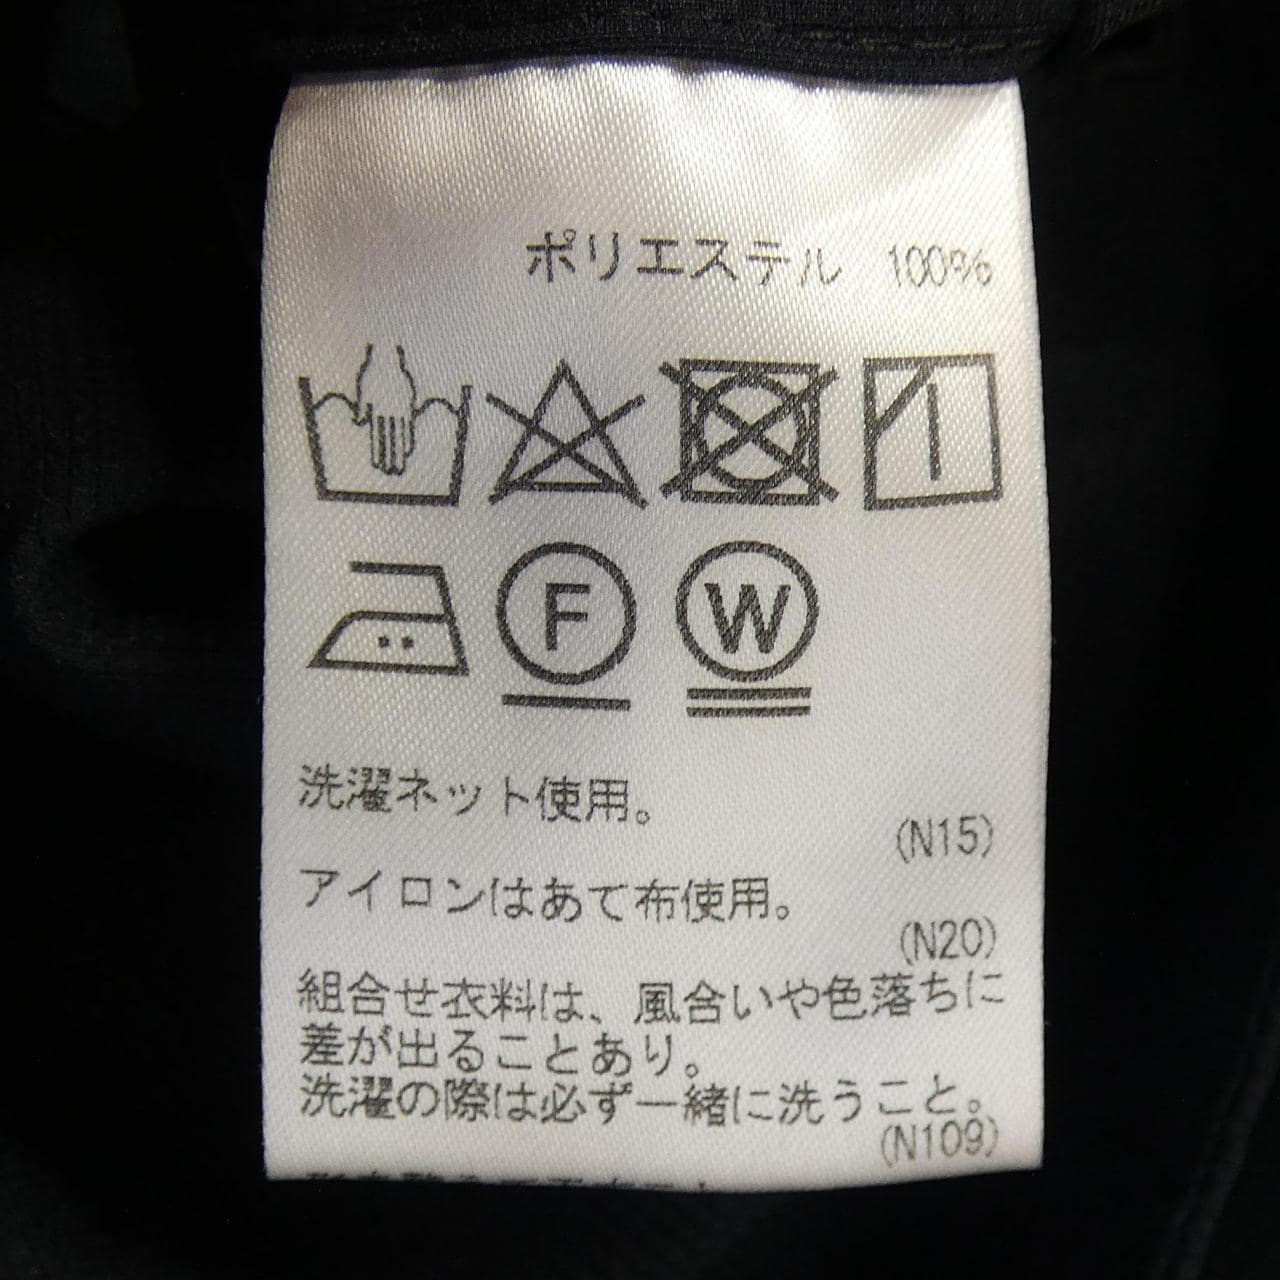 ポリエステル 100%
F W
洗濯ネット使用。
(N15)
アイロンはあて布使用。
(N20)
組合せ衣料は、風合いや色落ちに
差が出ることあり。
洗濯の際は必ず一緒に洗うこと。
(N109)